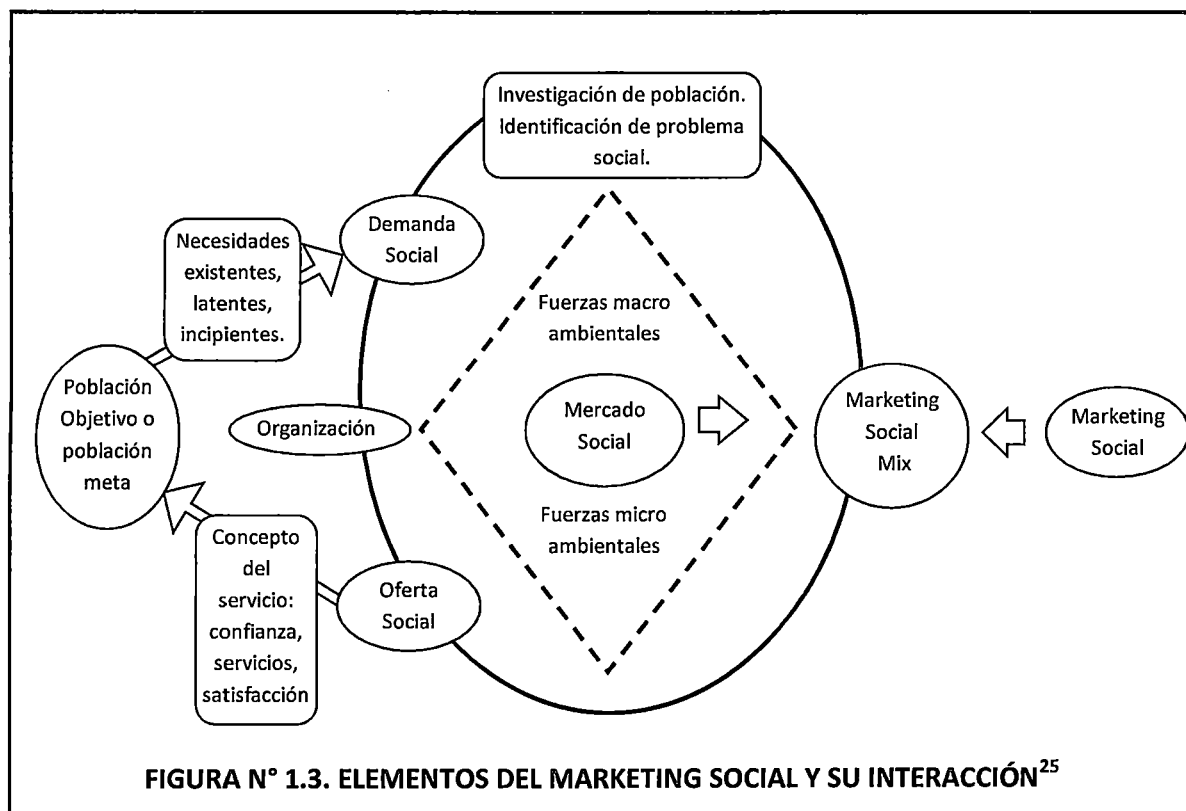 Investigación de población.
Identificación de problema
social.
Demanda
Social
Necesidades
existentes,
latentes,
incipientes.
Fuerzas macro
ambientales
Población
Objetivo o
población
meta
Organización
Mercado
Social
Marketing
Social
Mix
Marketing
Social
Fuerzas micro
ambientales
Concepto
del
servicio:
confianza,
servicios,
satisfacción
Oferta
Social
FIGURA N° 1.3. ELEMENTOS DEL MARKETING SOCIAL Y SU INTERACCIÓN25